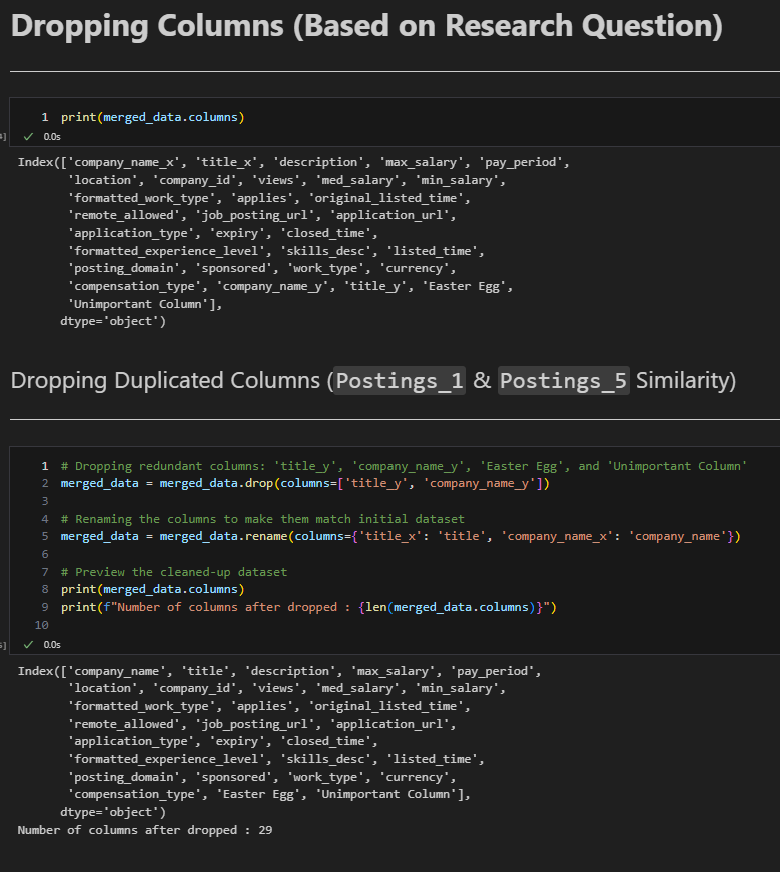 Dropping Columns (Based on Research Question)
1 print(merged_data.columns)
0.0s
Index(['company_name_x', 'title_x', 'description', 'max_salary', 'pay_period',
'location', 'company_id', 'views', 'med_salary', 'min_salary',
'formatted_work_type', 'applies', 'original_listed_time',
'remote_allowed', 'job_posting_url', 'application_url',
'application_type', 'expiry', 'closed_time',
'formatted_experience_level', 'skills_desc', 'listed_time',
'posting_domain', 'sponsored', 'work_type', 'currency',
'compensation_type', 'company_name_y', 'title_y', 'Easter Egg',
'Unimportant Column'],
dtype='object')
Dropping Duplicated Columns (Postings_1 & Postings_5 Similarity)
1 # Dropping redundant columns: 'title_y', 'company_name_y', 'Easter Egg', and 'Unimportant Column'
2 merged_data = merged_data.drop(columns=['title_y', 'company_name_y'])
3
4 # Renaming the columns to make them match initial dataset
5 merged_data = merged_data.rename(columns={'title_x': 'title', 'company_name_x': 'company_name'})
6
7 # Preview the cleaned-up dataset
8 print(merged_data.columns)
9 print(f"Number of columns after dropped : {len(merged_data.columns)}")
10
0.0s
Index(['company_name', 'title', 'description', 'max_salary', 'pay_period',
'location', 'company_id', 'views', 'med_salary', 'min_salary',
'formatted_work_type', 'applies', 'original_listed_time',
'remote_allowed', 'job_posting_url', 'application_url',
'application_type', 'expiry', 'closed_time',
'formatted_experience_level', 'skills_desc', 'listed_time',
'posting_domain', 'sponsored', 'work_type', 'currency',
'compensation_type', 'Easter Egg', 'Unimportant Column'],
dtype='object')
Number of columns after dropped : 29